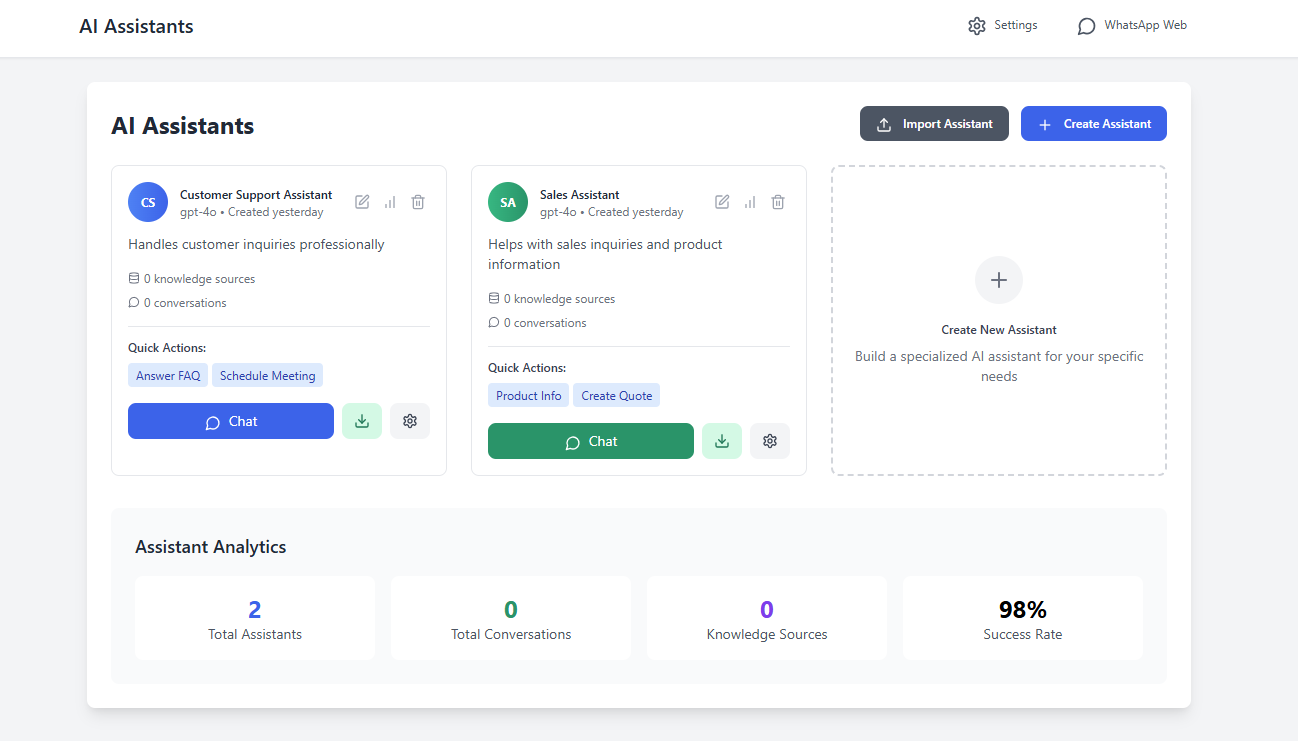 AI Assistants
Settings
WhatsApp Web
AI Assistants
Import Assistant
Create Assistant
CS
Customer Support Assistant
gpt-4o • Created yesterday
Handles customer inquiries professionally
0 knowledge sources
0 conversations
Quick Actions:
Answer FAQ
Schedule Meeting
Chat
SA
Sales Assistant
gpt-4o • Created yesterday
Helps with sales inquiries and product
information
0 knowledge sources
0 conversations
Quick Actions:
Product Info
Create Quote
Chat
Create New Assistant
Build a specialized AI assistant for your specific
needs
Assistant Analytics
2
Total Assistants
0
Total Conversations
0
Knowledge Sources
98%
Success Rate